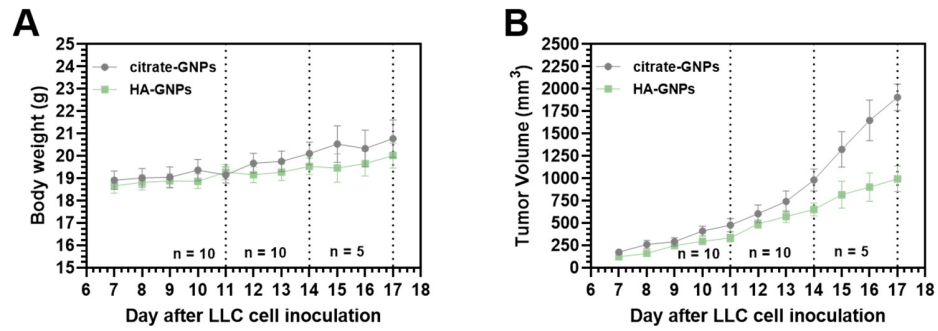 A
25
24
23
22
21
20
19
18
17
16
15
Body weight (g)
citrate-GNPs
HA-GNPs
n = 10 n = 10 n = 5
6 7 8 9 10 11 12 13 14 15 16 17 18
Day after LLC cell inoculation
B
2500
2250
2000
1750
1500
1250
1000
750
500
250
0
Tumor Volume (mm³)
citrate-GNPs
HA-GNPs
n = 10 n = 10 n = 5
6 7 8 9 10 11 12 13 14 15 16 17 18
Day after LLC cell inoculation